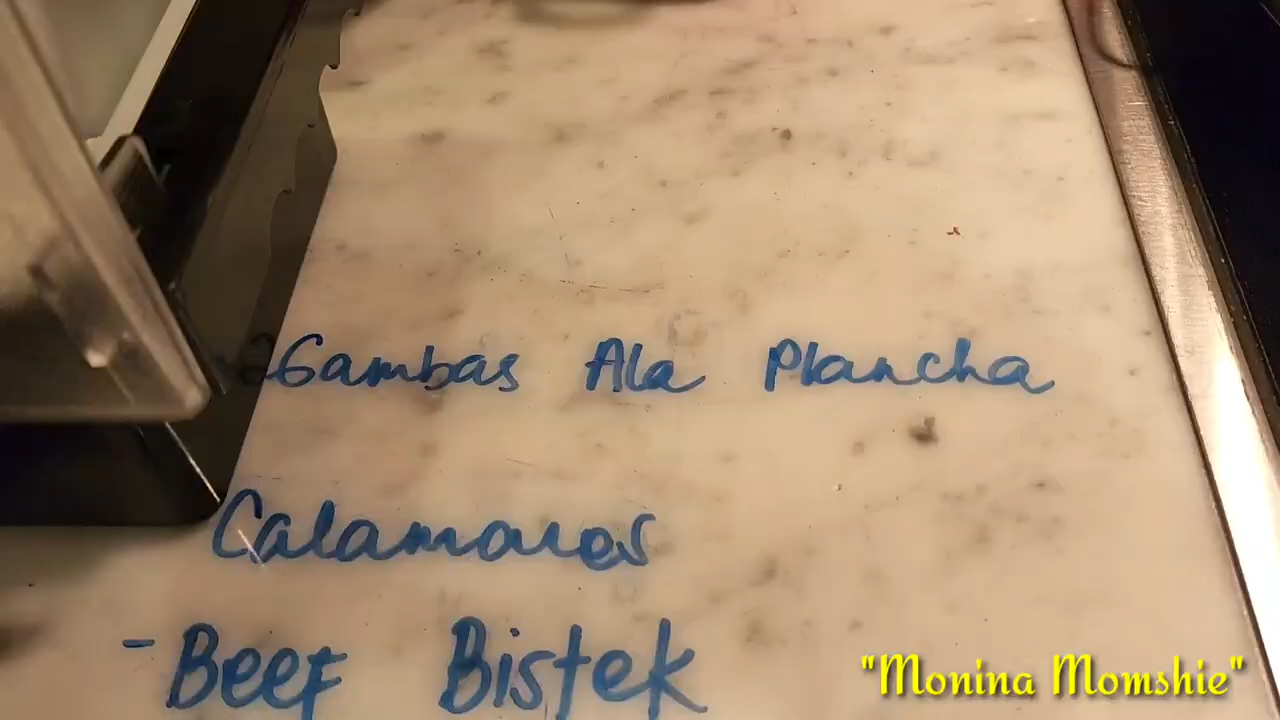 Gambas Ala Plancha
Calamares
- Beef Bistek
"Monina Momshie"